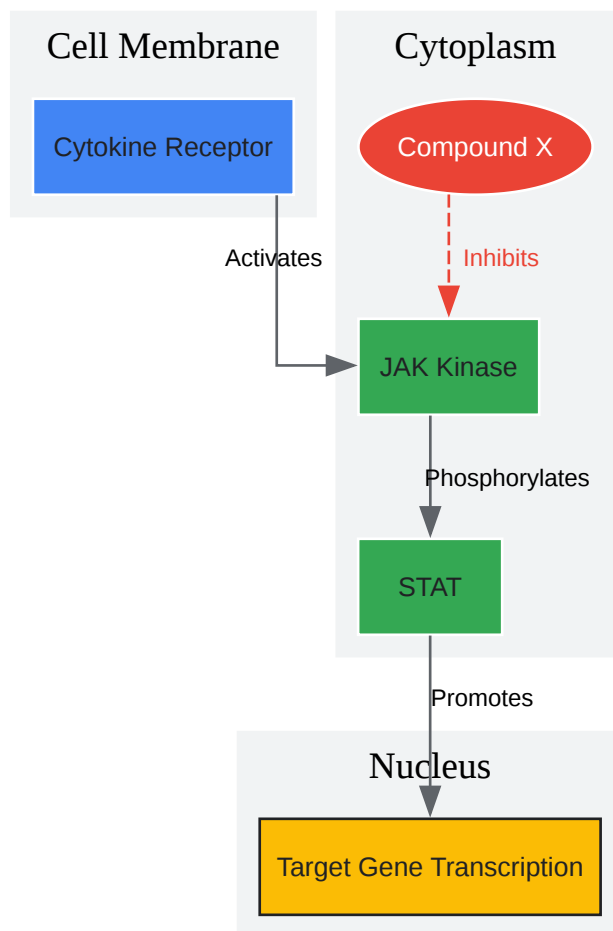 Cell Membrane
Cytoplasm
Cytokine Receptor
Compound X
Activates
Inhibits
JAK Kinase
Phosphorylates
STAT
Promotes
Nucleus
Target Gene Transcription